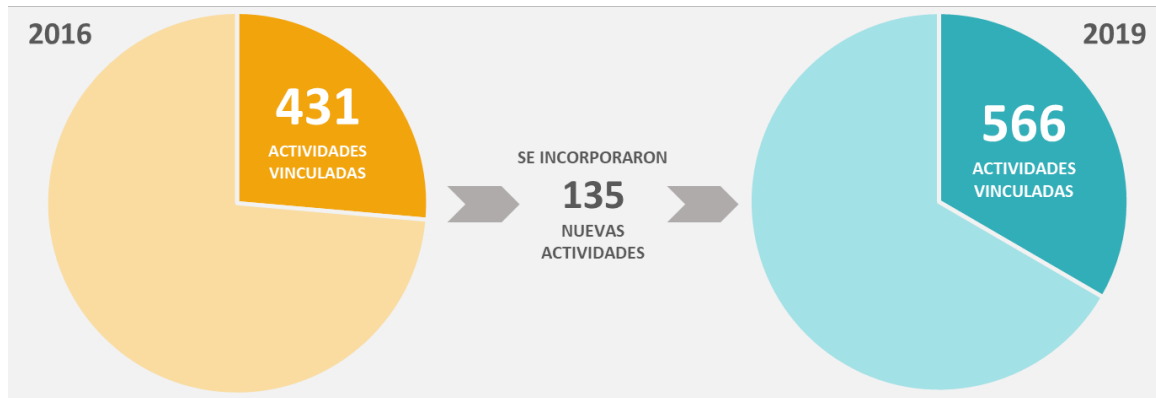 2016
431
ACTIVIDADES
VINCULADAS
SE INCORPORARON
135
NUEVAS
ACTIVIDADES
2019
566
ACTIVIDADES
VINCULADAS